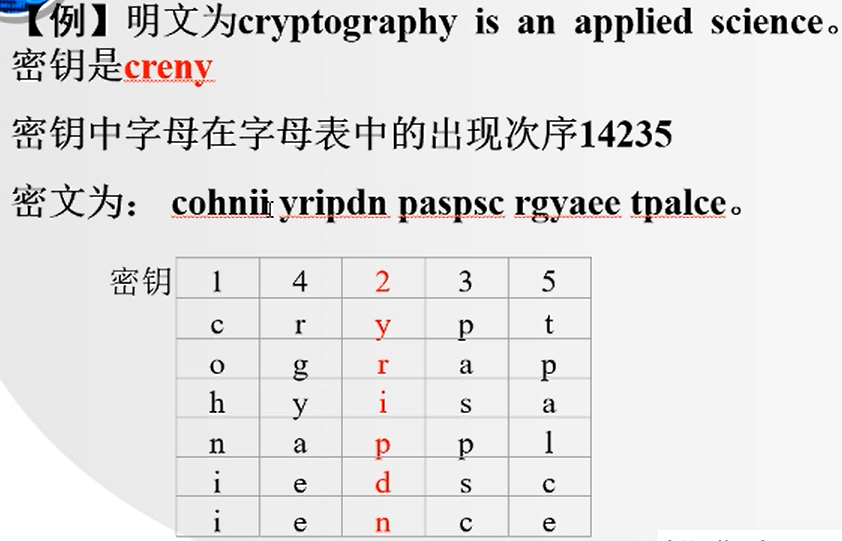 【例】明文为cryptography is an applied science。
密钥是creny
密钥中字母在字母表中的出现次序14235
密文为： cohnii yripdn paspsc rgyaee tpalce。
密钥 1 4 2 3 5
c r y p t
o g r a p
h y i s a
n a p p l
i e d s c
i e n c e